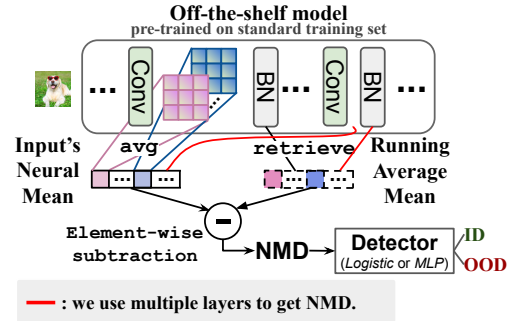 Off-the-shelf model
pre-trained on standard training set
... Conv ... BN ... Conv BN ...
Input's
Neural
Mean
avg
retrieve
Running
Average
Mean
... ... ... ...
Element-wise
subtraction
−
NMD
Detector
(Logistic or MLP)
ID
OOD
: we use multiple layers to get NMD.